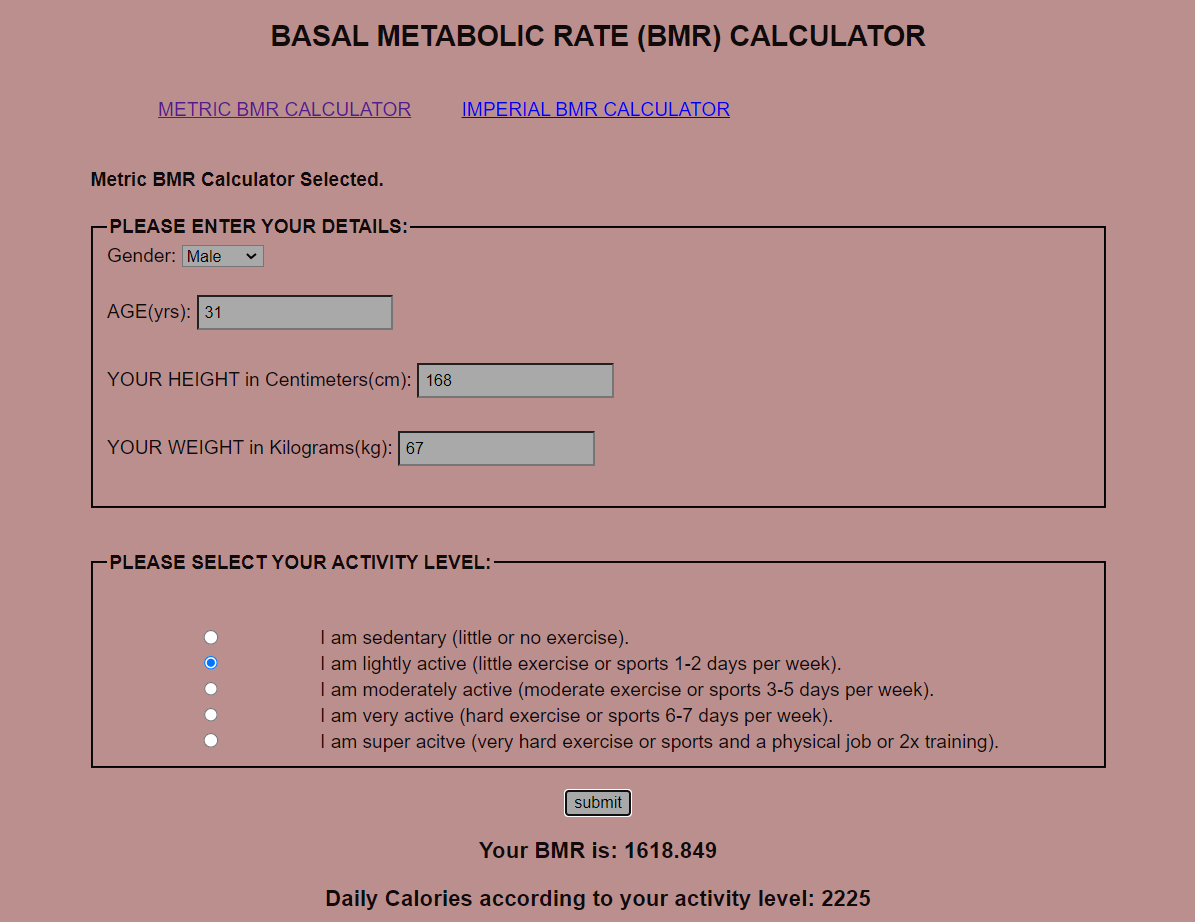 BASAL METABOLIC RATE (BMR) CALCULATOR
METRIC BMR CALCULATOR IMPERIAL BMR CALCULATOR
Metric BMR Calculator Selected.
PLEASE ENTER YOUR DETAILS:
Gender: Male
AGE(yrs): 31
YOUR HEIGHT in Centimeters(cm): 168
YOUR WEIGHT in Kilograms(kg): 67
PLEASE SELECT YOUR ACTIVITY LEVEL:
I am sedentary (little or no exercise).
I am lightly active (little exercise or sports 1-2 days per week).
I am moderately active (moderate exercise or sports 3-5 days per week).
I am very active (hard exercise or sports 6-7 days per week).
I am super acitve (very hard exercise or sports and a physical job or 2x training).
submit
Your BMR is: 1618.849
Daily Calories according to your activity level: 2225